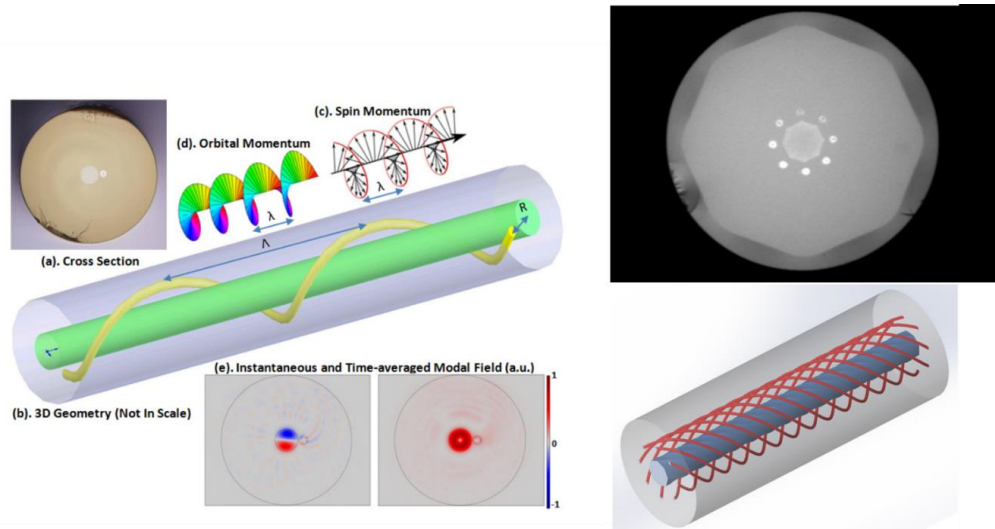 (c). Spin Momentum
(d). Orbital Momentum
λ
λ
R
Λ
(a). Cross Section
(e). Instantaneous and Time-averaged Modal Field (a.u.)
(b). 3D Geometry (Not In Scale)
1
0
-1